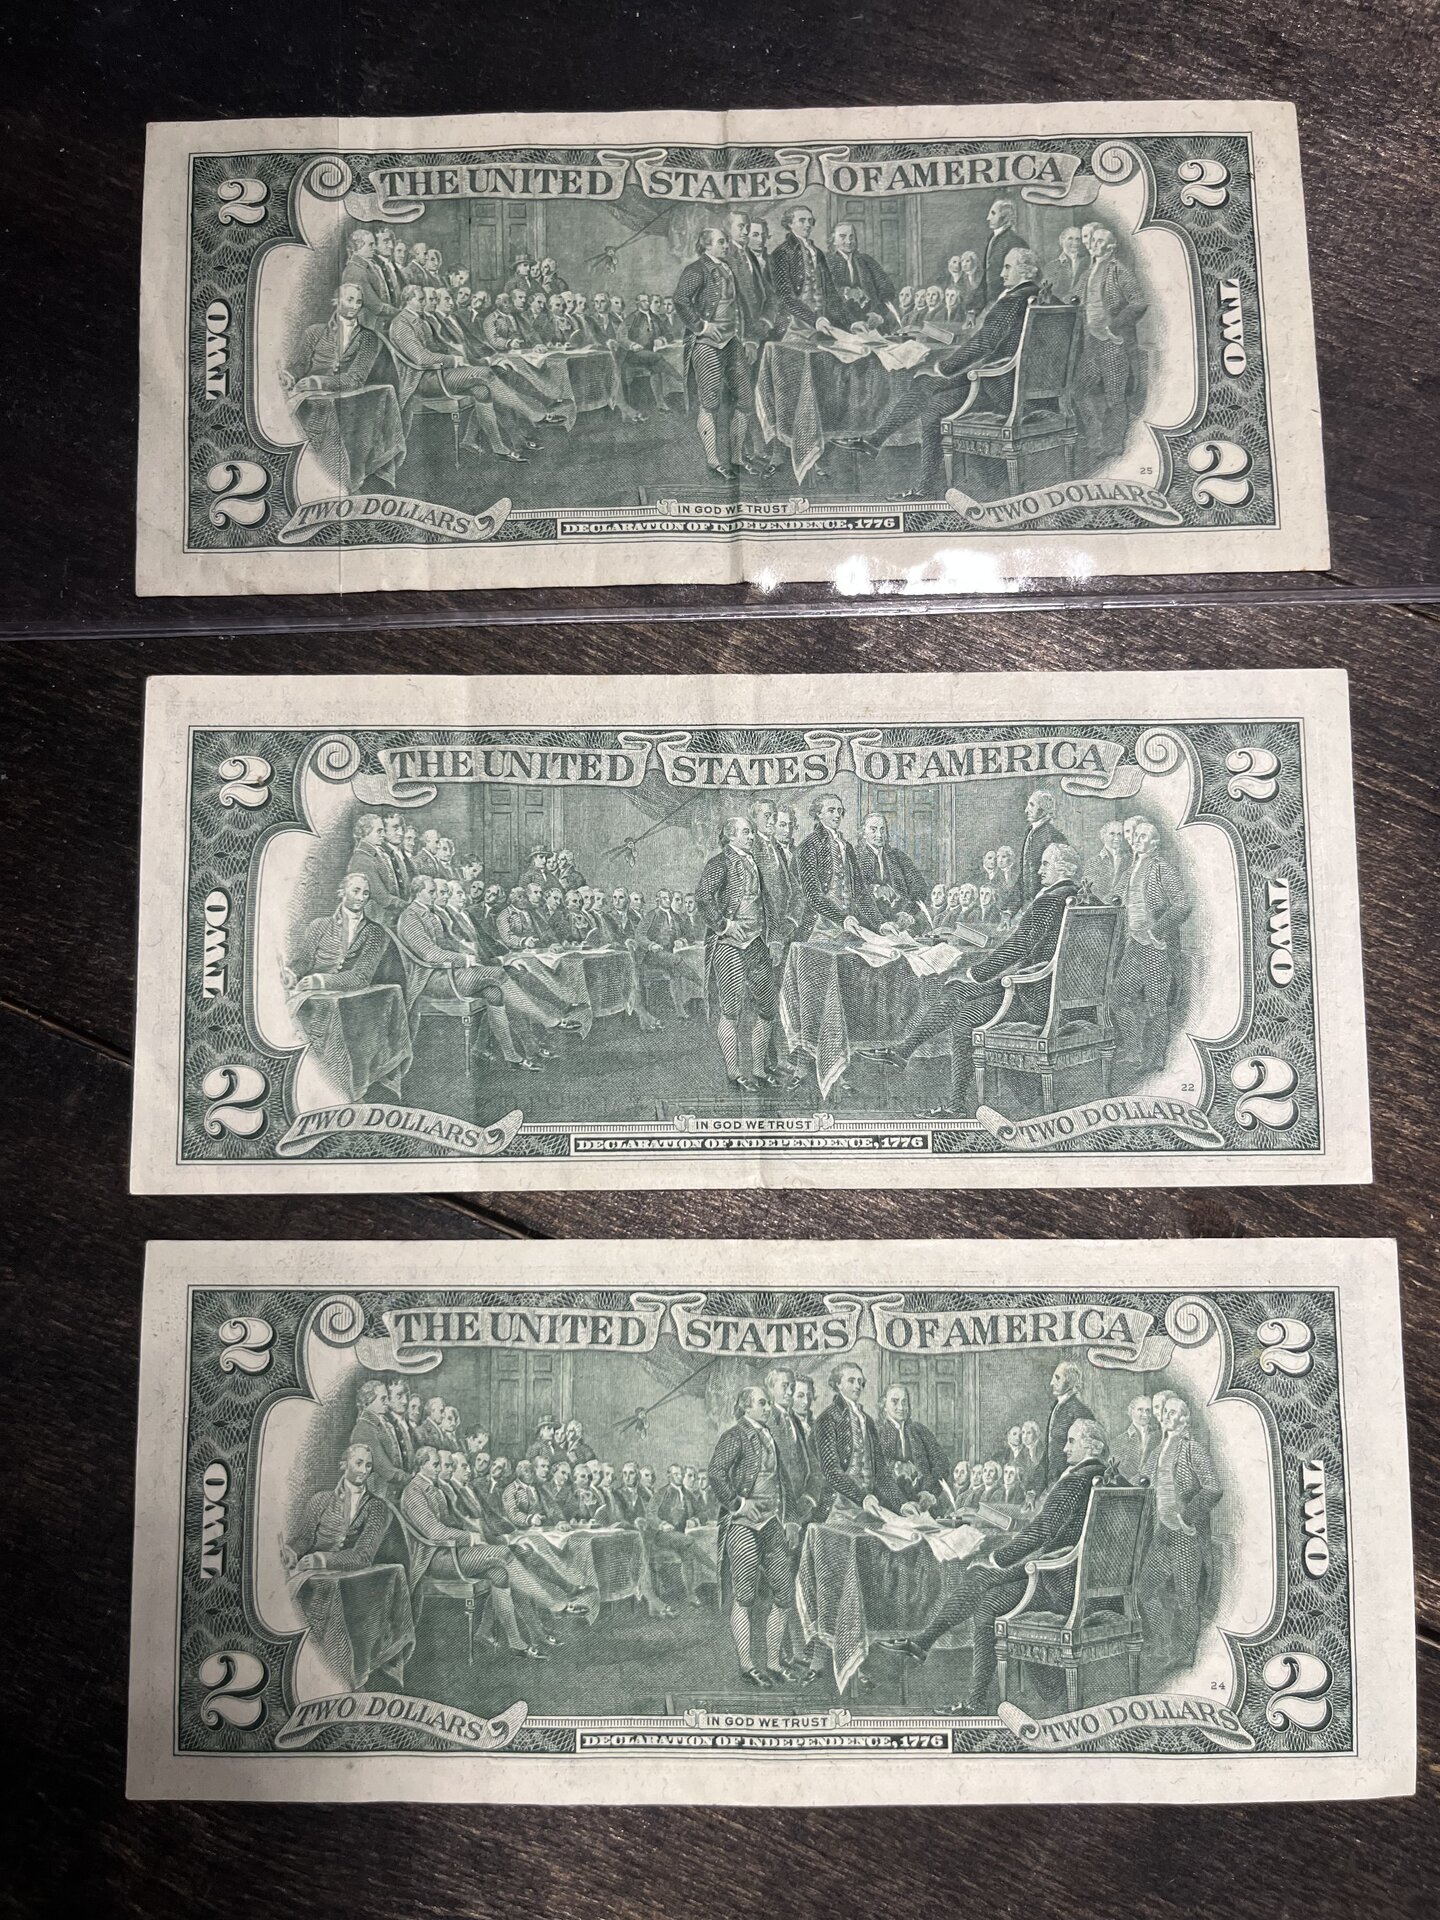 2 THE UNITED STATES OF AMERICA 2
TWO TWO
25
2 TWO DOLLARS IN GOD WE TRUST TWO DOLLARS 2
DECLARATION OF INDEPENDENCE, 1776
2 THE UNITED STATES OF AMERICA 2
TWO TWO
22
2 TWO DOLLARS IN GOD WE TRUST TWO DOLLARS 2
DECLARATION OF INDEPENDENCE, 1776
2 THE UNITED STATES OF AMERICA 2
TWO TWO
24
2 TWO DOLLARS IN GOD WE TRUST TWO DOLLARS 2
DECLARATION OF INDEPENDENCE, 1776